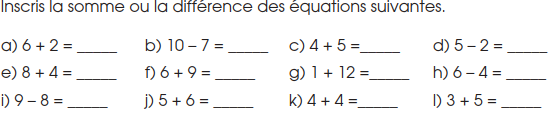 Inscris la somme ou la différence des équations suivantes.
a) 6 + 2 = _____ b) 10 – 7 = _____ c) 4 + 5 =_____ d) 5 – 2 = _____
e) 8 + 4 = _____ f) 6 + 9 = _____ g) 1 + 12 =_____ h) 6 – 4 = _____
i) 9 – 8 = _____ j) 5 + 6 = _____ k) 4 + 4 =_____ l) 3 + 5 = _____